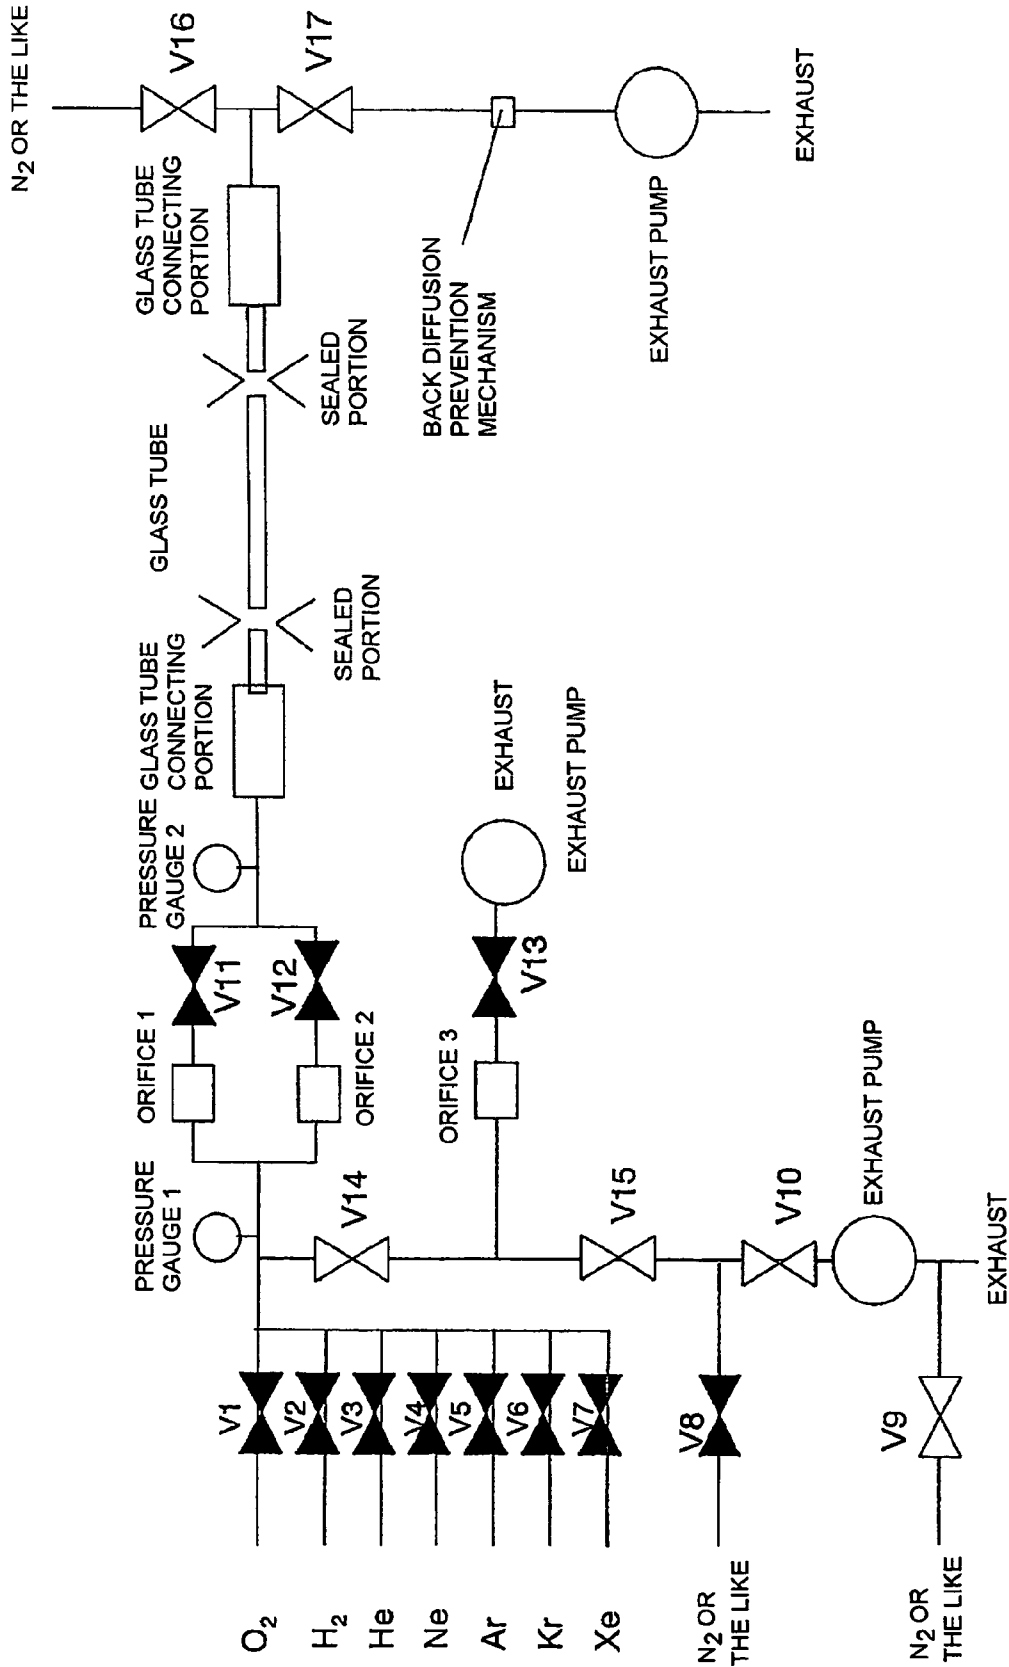 O2
H2
He
Ne
Ar
Kr
Xe
N2 OR
THE LIKE
N2 OR
THE LIKE
V1
V2
V3
V4
V5
V6
V7
V8
V9
PRESSURE
GAUGE 1
V14
V15
V10
EXHAUST PUMP
EXHAUST
ORIFICE 1
ORIFICE 2
ORIFICE 3
V11
V12
V13
PRESSURE
GAUGE 2
EXHAUST
EXHAUST PUMP
GLASS TUBE
CONNECTING
PORTION
SEALED
PORTION
GLASS TUBE
SEALED
PORTION
GLASS TUBE
CONNECTING
PORTION
BACK DIFFUSION
PREVENTION
MECHANISM
EXHAUST PUMP
N2 OR THE LIKE
V16
V17
EXHAUST